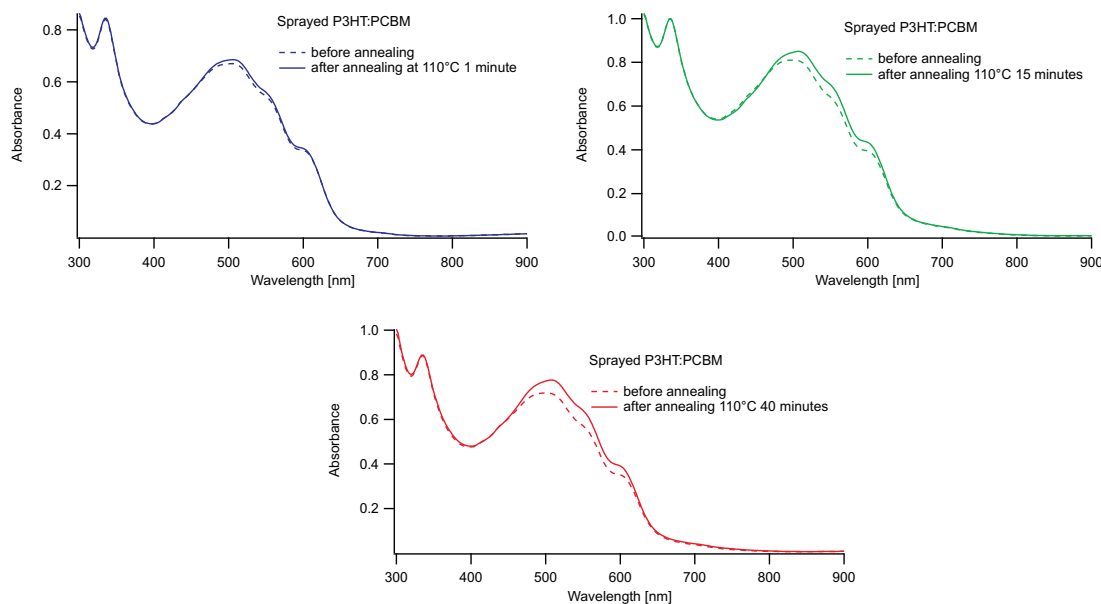 Sprayed P3HT:PCBM
before annealing
after annealing at 110°C 1 minute
0.8
0.6
0.4
0.2
Absorbance
300 400 500 600 700 800 900
Wavelength [nm]
Sprayed P3HT:PCBM
before annealing
after annealing 110°C 15 minutes
1.0
0.8
0.6
0.4
0.2
0.0
Absorbance
300 400 500 600 700 800 900
Wavelength [nm]
Sprayed P3HT:PCBM
before annealing
after annealing 110°C 40 minutes
1.0
0.8
0.6
0.4
0.2
Absorbance
300 400 500 600 700 800 900
Wavelength [nm]